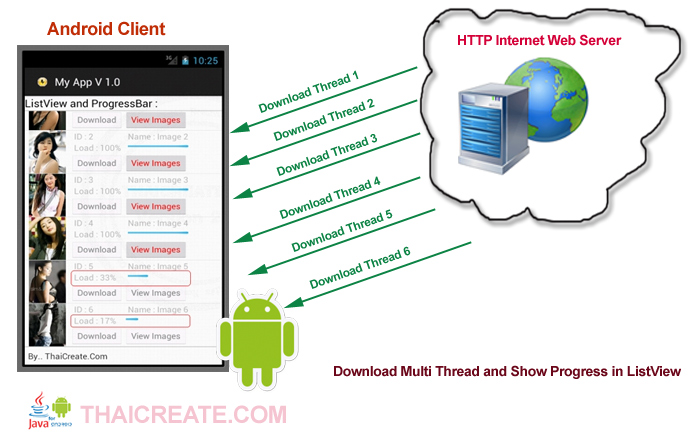 Android Client
HTTP Internet Web Server
3G
10:25
My App V 1.0
ListView and ProgressBar :
Download View Images
ID : 2 Name : Image 2
Load : 100%
Download View Images
ID : 3 Name : Image 3
Load : 100%
Download View Images
ID : 4 Name : Image 4
Load : 100%
Download View Images
ID : 5 Name : Image 5
Load : 33%
Download View Images
ID : 6 Name : Image 6
Load : 17%
Download View Images
By.. ThaiCreate.Com
Download Thread 1
Download Thread 2
Download Thread 3
Download Thread 4
Download Thread 5
Download Thread 6
Download Multi Thread and Show Progress in ListView
Java for android
THAICREATE.COM